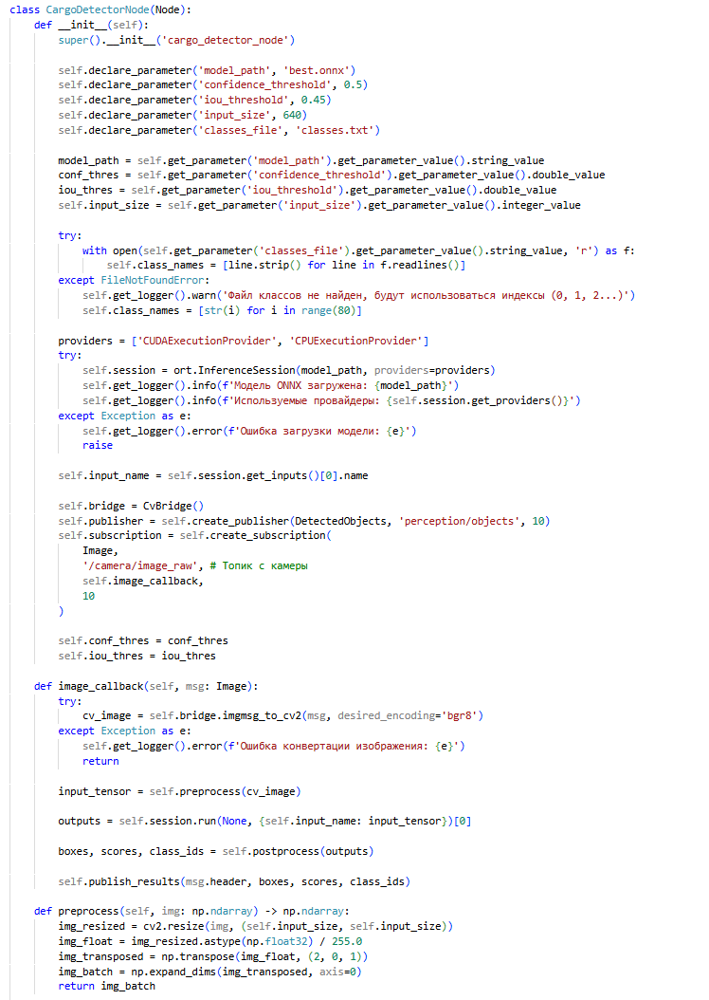 class CargoDetectorNode(Node):
    def __init__(self):
        super().__init__('cargo_detector_node')

        self.declare_parameter('model_path', 'best.onnx')
        self.declare_parameter('confidence_threshold', 0.5)
        self.declare_parameter('iou_threshold', 0.45)
        self.declare_parameter('input_size', 640)
        self.declare_parameter('classes_file', 'classes.txt')

        model_path = self.get_parameter('model_path').get_parameter_value().string_value
        conf_thres = self.get_parameter('confidence_threshold').get_parameter_value().double_value
        iou_thres = self.get_parameter('iou_threshold').get_parameter_value().double_value
        self.input_size = self.get_parameter('input_size').get_parameter_value().integer_value

        try:
            with open(self.get_parameter('classes_file').get_parameter_value().string_value, 'r') as f:
                self.class_names = [line.strip() for line in f.readlines()]
        except FileNotFoundError:
            self.get_logger().warn('Файл классов не найден, будут использоваться индексы (0, 1, 2...)')
            self.class_names = [str(i) for i in range(80)]

        providers = ['CUDAExecutionProvider', 'CPUExecutionProvider']
        try:
            self.session = ort.InferenceSession(model_path, providers=providers)
            self.get_logger().info(f'Модель ONNX загружена: {model_path}')
            self.get_logger().info(f'Используемые провайдеры: {self.session.get_providers()}')
        except Exception as e:
            self.get_logger().error(f'Ошибка загрузки модели: {e}')
            raise

        self.input_name = self.session.get_inputs()[0].name

        self.bridge = CvBridge()
        self.publisher = self.create_publisher(DetectedObjects, 'perception/objects', 10)
        self.subscription = self.create_subscription(
            Image,
            '/camera/image_raw', # Топик с камеры
            self.image_callback,
            10
        )

        self.conf_thres = conf_thres
        self.iou_thres = iou_thres

    def image_callback(self, msg: Image):
        try:
            cv_image = self.bridge.imgmsg_to_cv2(msg, desired_encoding='bgr8')
        except Exception as e:
            self.get_logger().error(f'Ошибка конвертации изображения: {e}')
            return

        input_tensor = self.preprocess(cv_image)

        outputs = self.session.run(None, {self.input_name: input_tensor})[0]

        boxes, scores, class_ids = self.postprocess(outputs)

        self.publish_results(msg.header, boxes, scores, class_ids)

    def preprocess(self, img: np.ndarray) -> np.ndarray:
        img_resized = cv2.resize(img, (self.input_size, self.input_size))
        img_float = img_resized.astype(np.float32) / 255.0
        img_transposed = np.transpose(img_float, (2, 0, 1))
        img_batch = np.expand_dims(img_transposed, axis=0)
        return img_batch